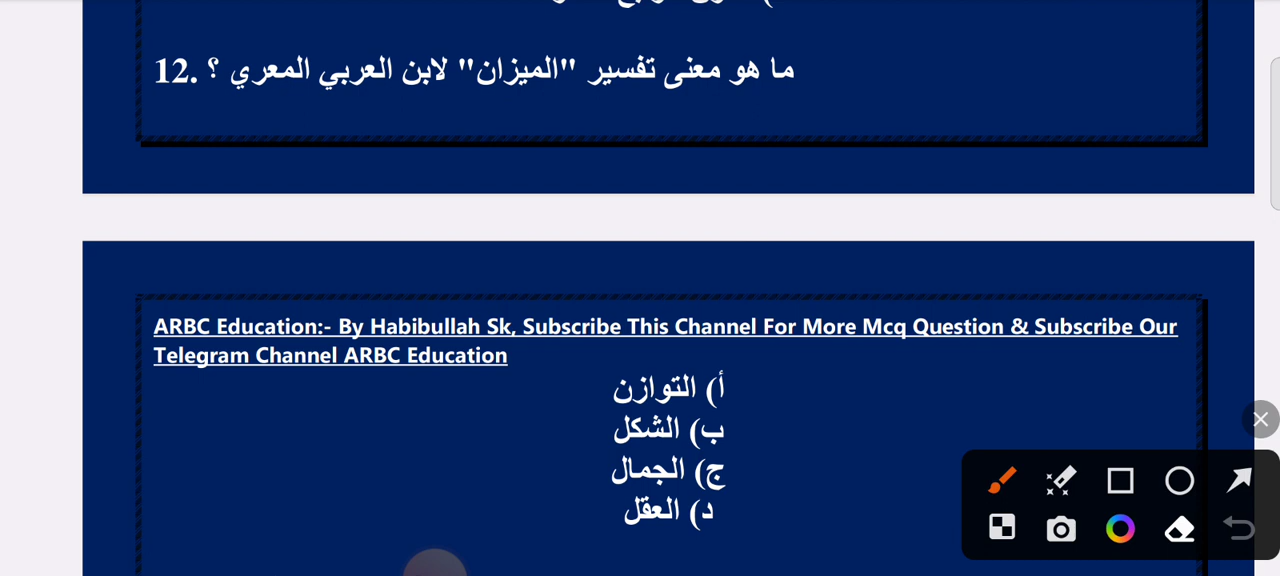 12. ما هو معنى تفسير "الميزان" لابن العربي المعري ؟
ARBC Education:- By Habibullah Sk, Subscribe This Channel For More Mcq Question & Subscribe Our
Telegram Channel ARBC Education
أ) التوازن
ب) الشكل
ج) الجمال
د) العقل